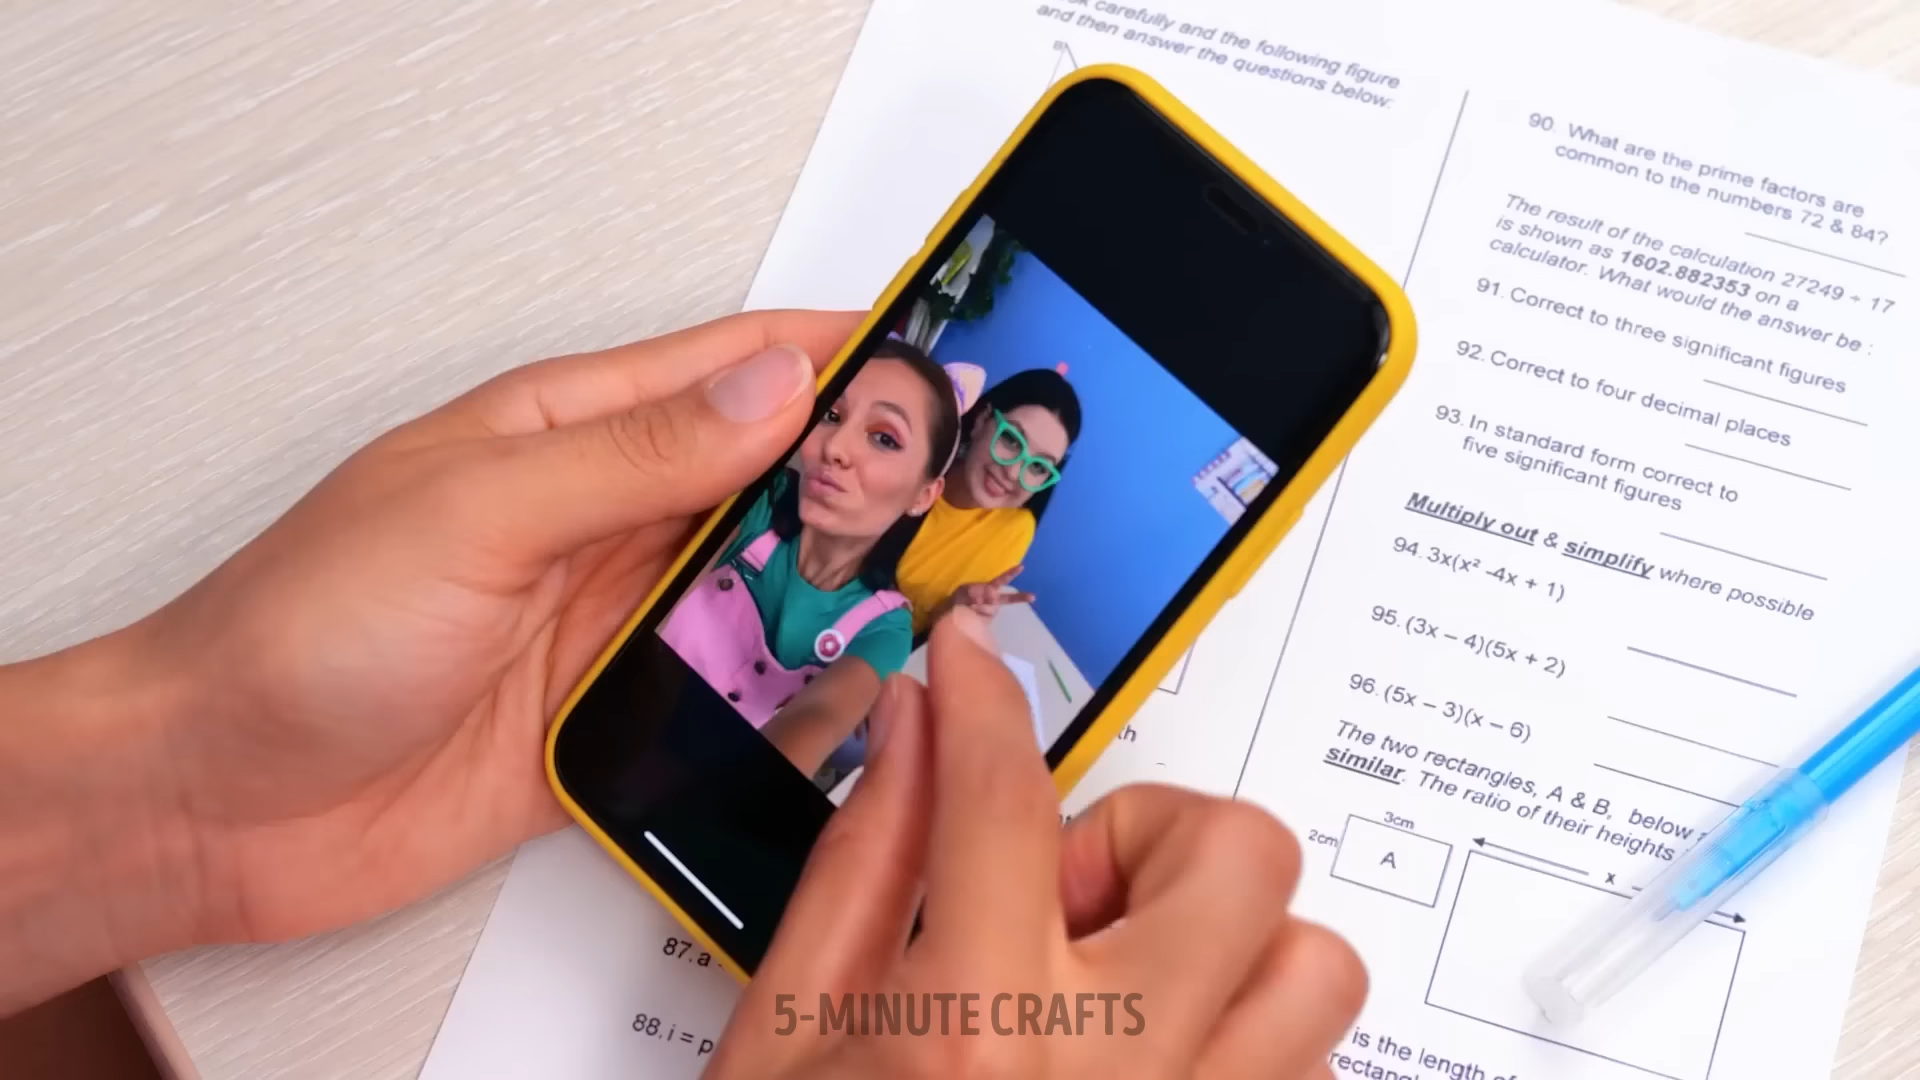 carefully and the following figure
and then answer the questions below:
B
87. a
88. i = p
90. What are the prime factors are
common to the numbers 72 & 84?
The result of the calculation 27249 ÷ 17
is shown as 1602.882353 on a
calculator. What would the answer be :
91. Correct to three significant figures
92. Correct to four decimal places
93. In standard form correct to
five significant figures
Multiply out & simplify where possible
94. 3x(x² -4x + 1)
95. (3x – 4)(5x + 2)
96. (5x – 3)(x – 6)
The two rectangles, A & B, below
similar. The ratio of their heights
3cm
2cm
A
x
is the length
5-MINUTE CRAFTS